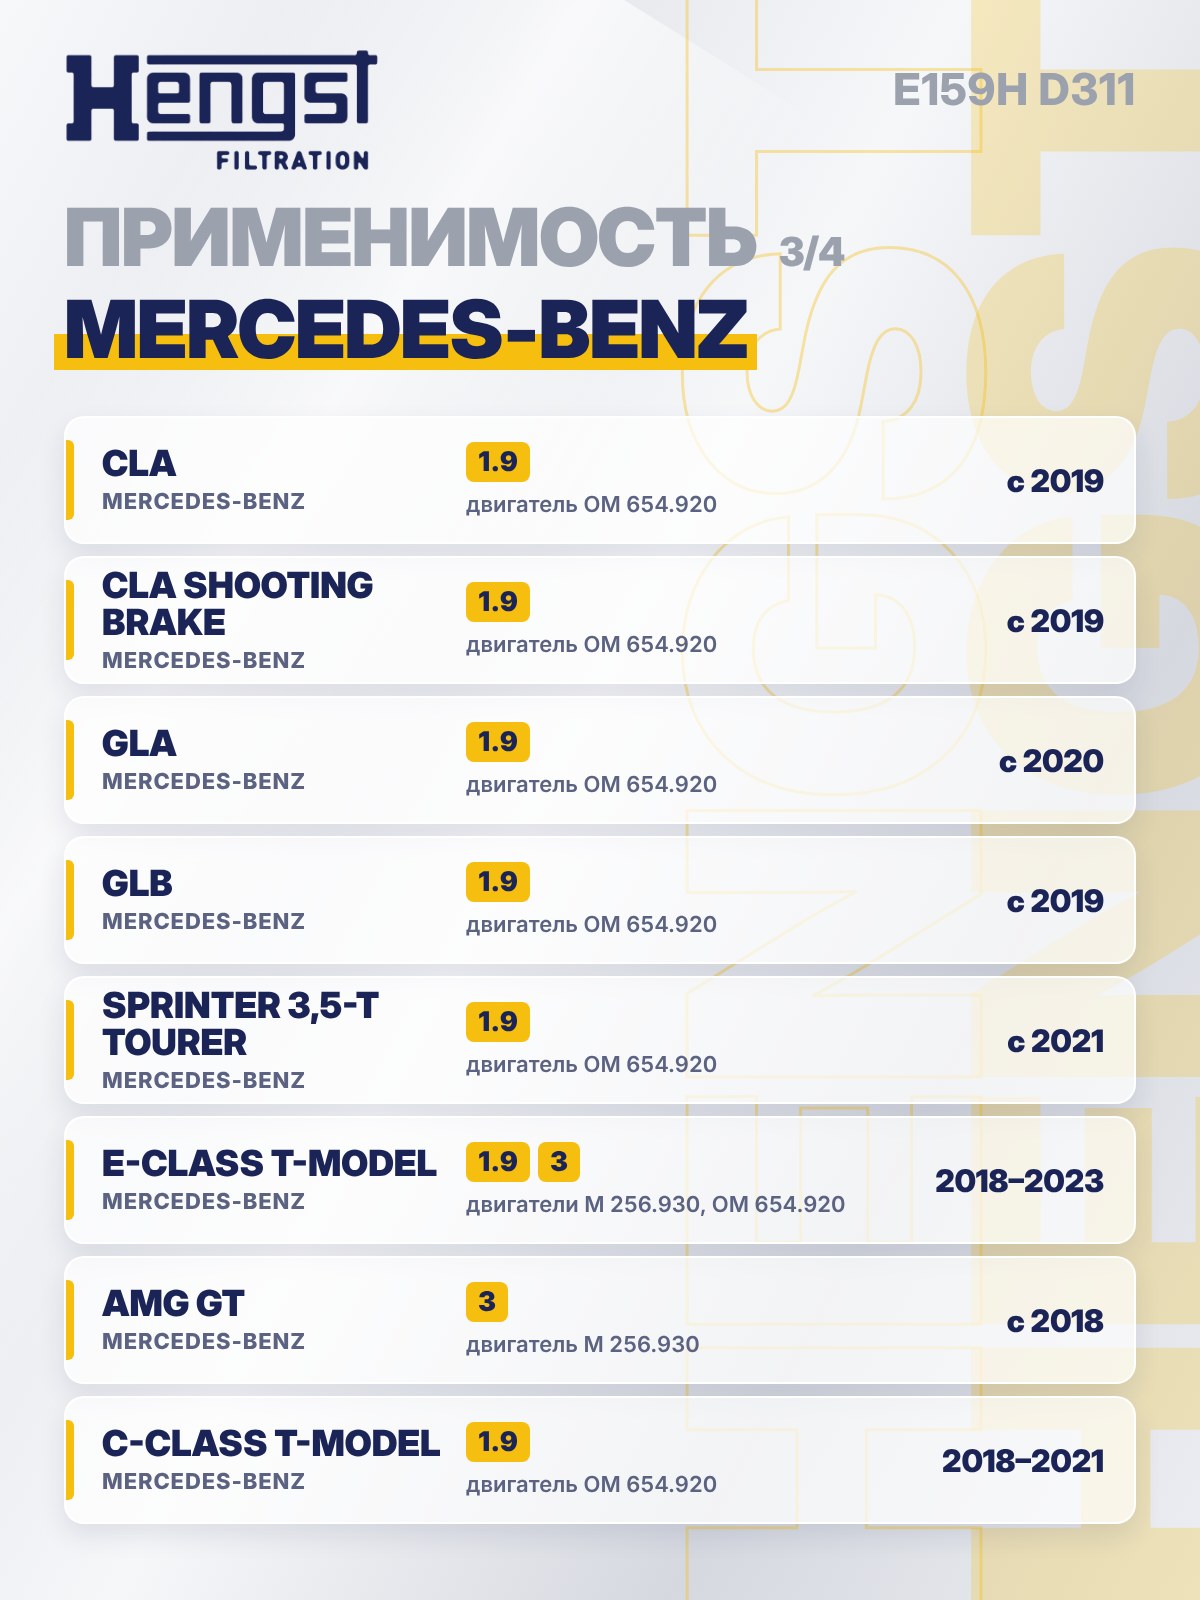 Hengst
FILTRATION
E159H D311
ПРИМЕНИМОСТЬ 3/4
MERCEDES-BENZ
CLA
MERCEDES-BENZ
1.9
двигатель OM 654.920
с 2019
CLA SHOOTING
BRAKE
MERCEDES-BENZ
1.9
двигатель OM 654.920
с 2019
GLA
MERCEDES-BENZ
1.9
двигатель OM 654.920
с 2020
GLB
MERCEDES-BENZ
1.9
двигатель OM 654.920
с 2019
SPRINTER 3,5-T
TOURER
MERCEDES-BENZ
1.9
двигатель OM 654.920
с 2021
E-CLASS T-MODEL
MERCEDES-BENZ
1.9 3
двигатели M 256.930, OM 654.920
2018–2023
AMG GT
MERCEDES-BENZ
3
двигатель M 256.930
с 2018
C-CLASS T-MODEL
MERCEDES-BENZ
1.9
двигатель OM 654.920
2018–2021
HENGST
HENGST